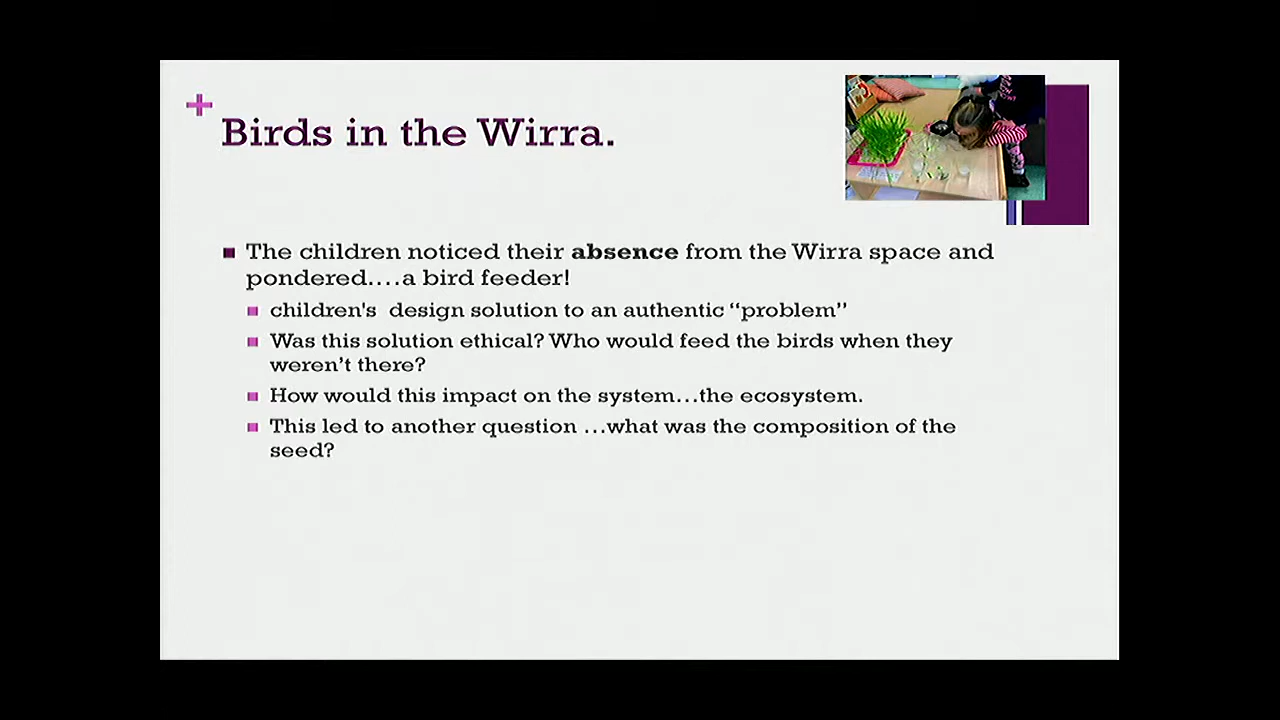 +
Birds in the Wirra.
The children noticed their absence from the Wirra space and
pondered....a bird feeder!
children's  design solution to an authentic “problem”
Was this solution ethical? Who would feed the birds when they
weren’t there?
How would this impact on the system...the ecosystem.
This led to another question ...what was the composition of the
seed?